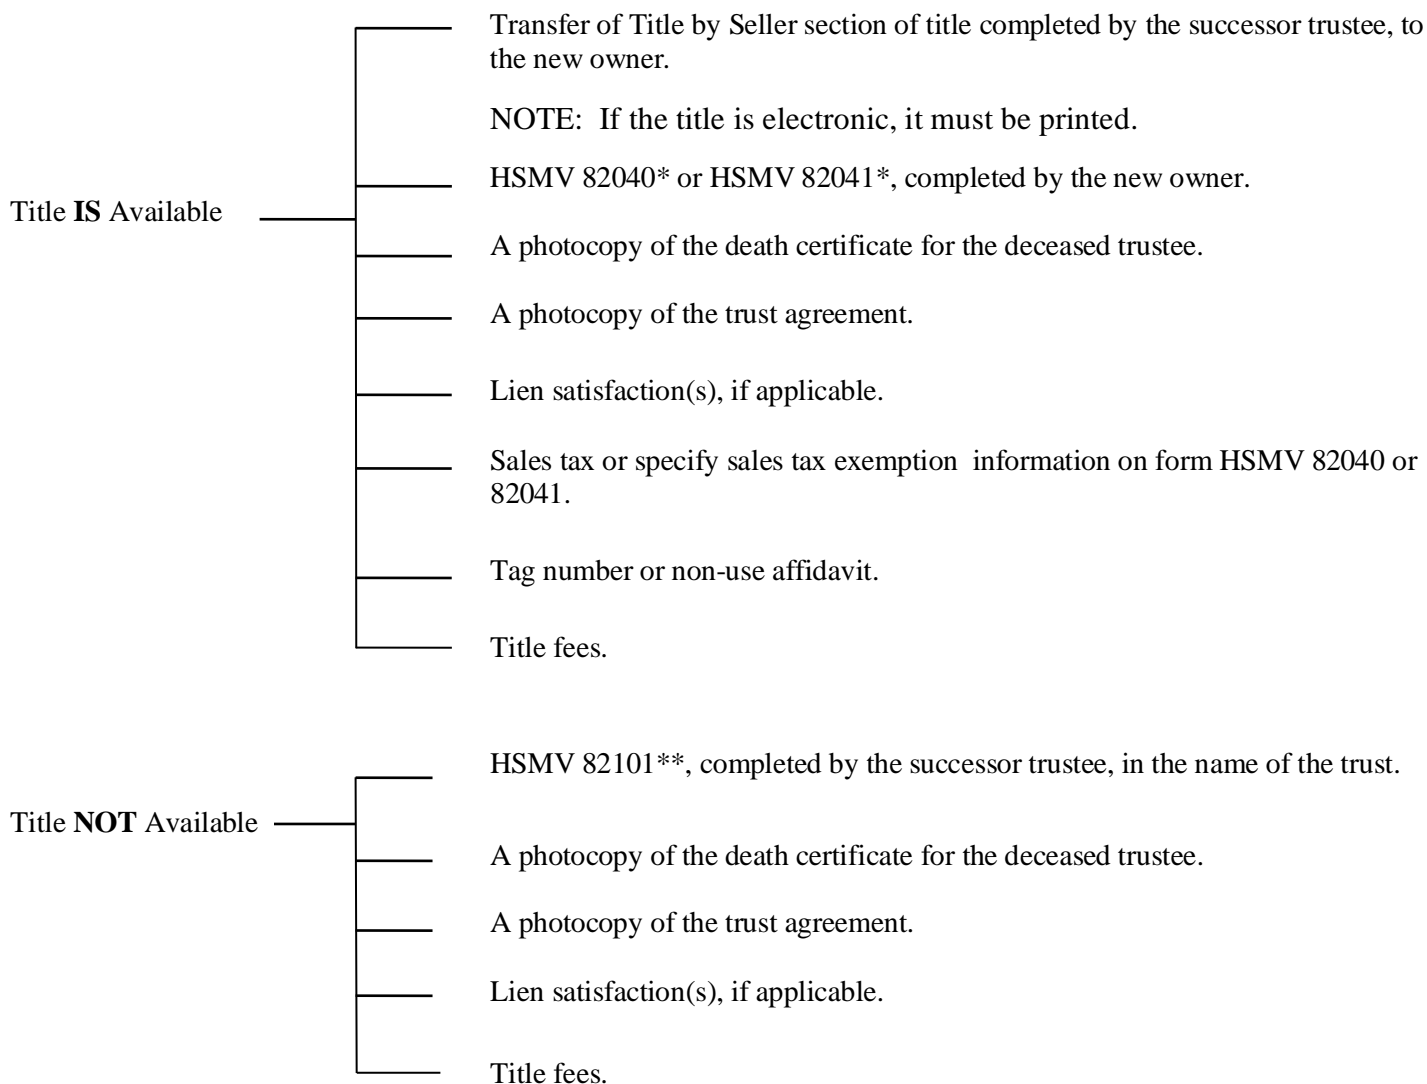 Transfer of Title by Seller section of title completed by the successor trustee, to
the new owner.
NOTE:  If the title is electronic, it must be printed.
HSMV 82040* or HSMV 82041*, completed by the new owner.
Title IS Available
A photocopy of the death certificate for the deceased trustee.
A photocopy of the trust agreement.
Lien satisfaction(s), if applicable.
Sales tax or specify sales tax exemption  information on form HSMV 82040 or
82041.
Tag number or non-use affidavit.
Title fees.
HSMV 82101**, completed by the successor trustee, in the name of the trust.
Title NOT Available
A photocopy of the death certificate for the deceased trustee.
A photocopy of the trust agreement.
Lien satisfaction(s), if applicable.
Title fees.